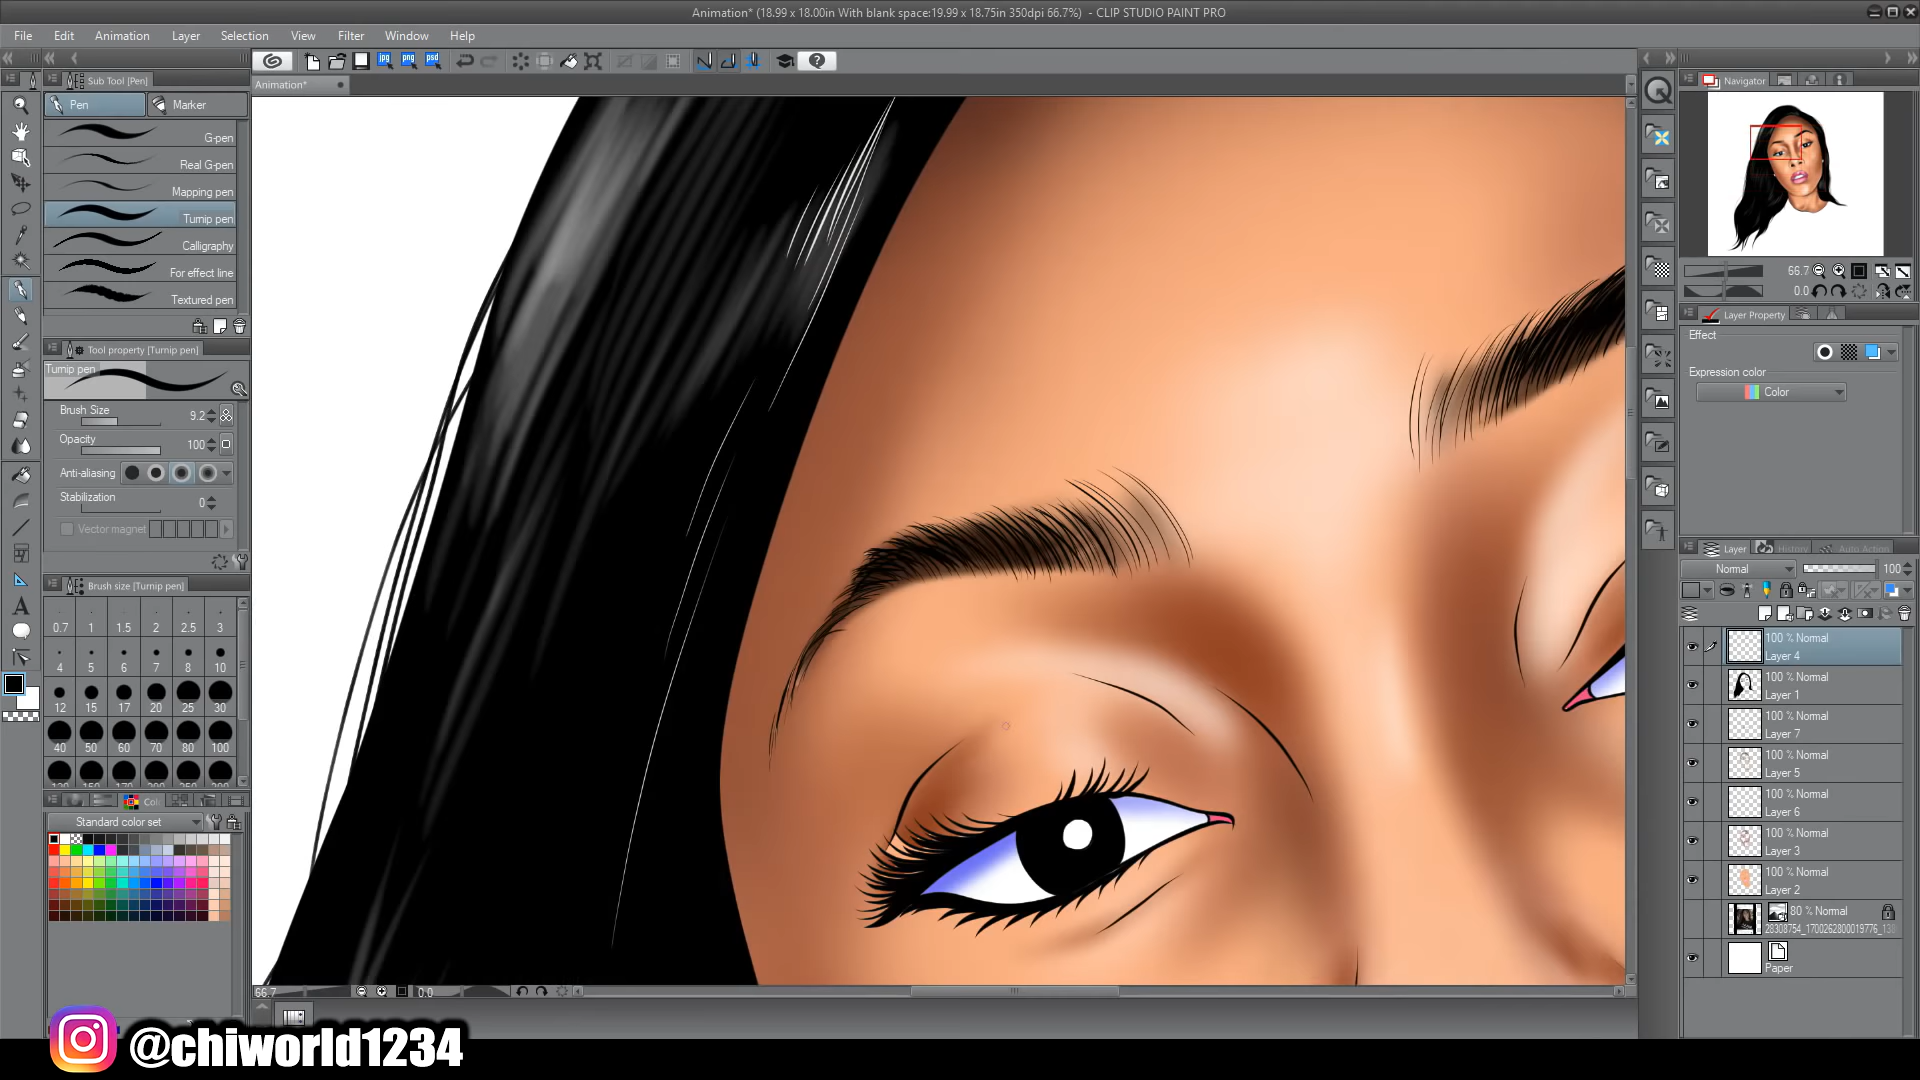 Animation* (18.99 x 18.00in With blank space:19.99 x 18.75in 350dpi 66.7%) - CLIP STUDIO PAINT PRO
File Edit Animation Layer Selection View Filter Window Help
Sub Tool [Pen]
jpg png psd
Animation*
Navigator
Pen Marker
G-pen
Real G-pen
Mapping pen
Turnip pen
Calligraphy
For effect line
Textured pen
66.7
0.0
Layer Property
Effect
Expression color
Color
Tool property [Turnip pen]
Turnip pen
Brush Size 9.2
Opacity 100
Anti-aliasing
Stabilization 0
Vector magnet
Brush size [Turnip pen]
0.7 1 1.5 2 2.5 3
4 5 6 7 8 10
12 15 17 20 25 30
40 50 60 70 80 100
Standard color set
Layer History Auto Action
Normal 100
100 % Normal
Layer 4
100 % Normal
Layer 1
100 % Normal
Layer 7
100 % Normal
Layer 5
100 % Normal
Layer 6
100 % Normal
Layer 3
100 % Normal
Layer 2
80 % Normal
Paper
66.7 0.0
@chiworld1234